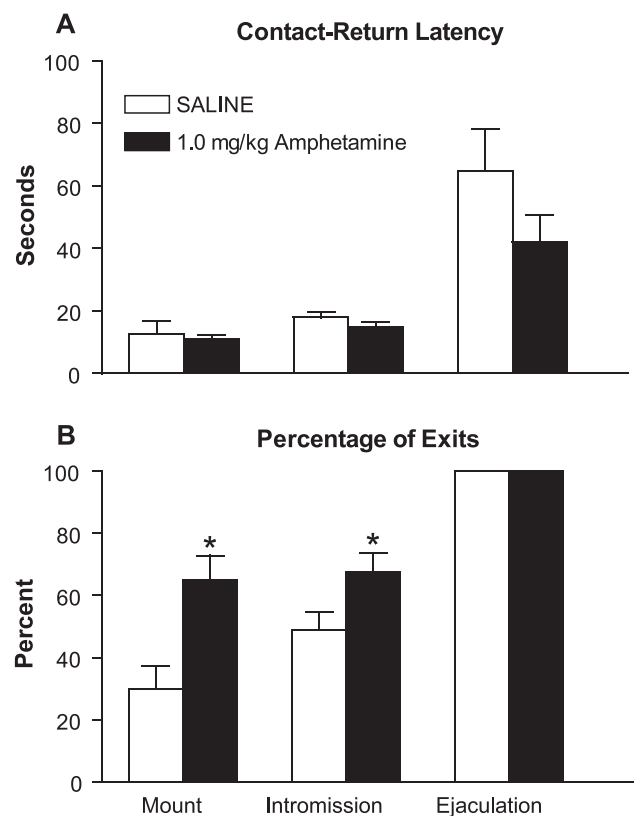 A
Contact-Return Latency
100
80
60
40
20
0
Seconds
SALINE
1.0 mg/kg Amphetamine
B
Percentage of Exits
100
80
60
40
20
0
Percent
*
*
Mount
Intromission
Ejaculation